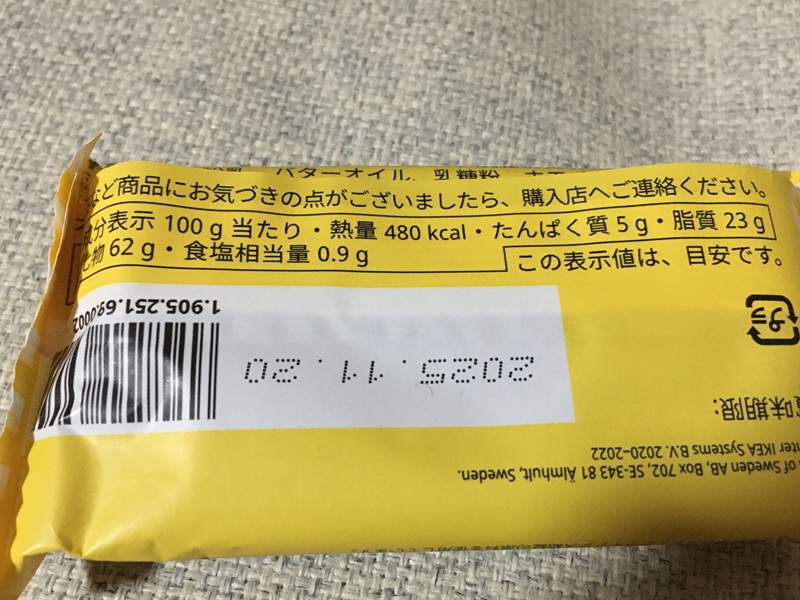 バターオイル、
など商品にお気づきの点がございましたら、購入店へご連絡ください。
成分表示 100 g 当たり・熱量 480 kcal・たんぱく質 5 g・脂質 23 g
化物 62 g・食塩相当量 0.9 g
この表示値は、目安です。
1.905.251.69.0002
プラ
2025.11.20
味期限:
IKEA Systems B.V. 2020–2022
of Sweden AB, Box 702, SE-343 81 Älmhult, Sweden.